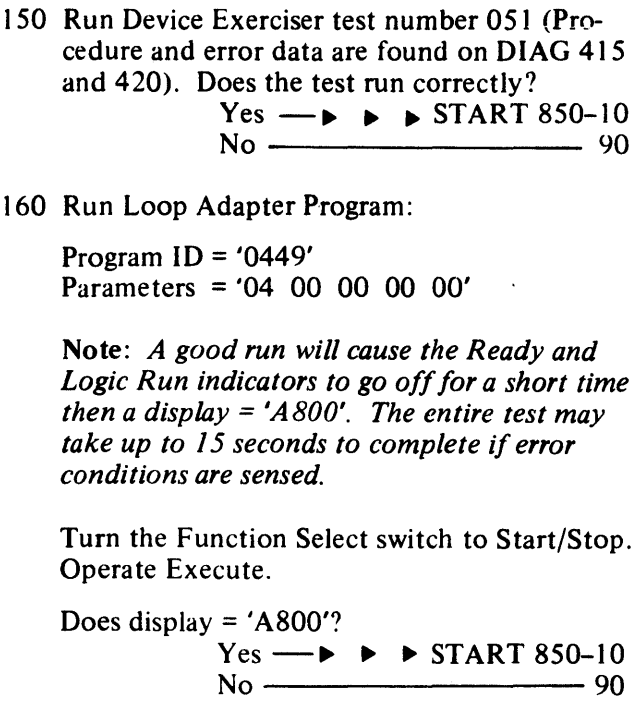 150 Run Device Exerciser test number 051 (Pro-
cedure and error data are found on DIAG 415
and 420). Does the test run correctly?
Yes —▸ ▸ ▸ START 850–10
No ———————— 90
160 Run Loop Adapter Program:
Program ID = '0449'
Parameters = '04 00 00 00 00'
Note: A good run will cause the Ready and
Logic Run indicators to go off for a short time
then a display = 'A800'. The entire test may
take up to 15 seconds to complete if error
conditions are sensed.
Turn the Function Select switch to Start/Stop.
Operate Execute.
Does display = 'A800'?
Yes —▸ ▸ ▸ START 850–10
No ———————— 90